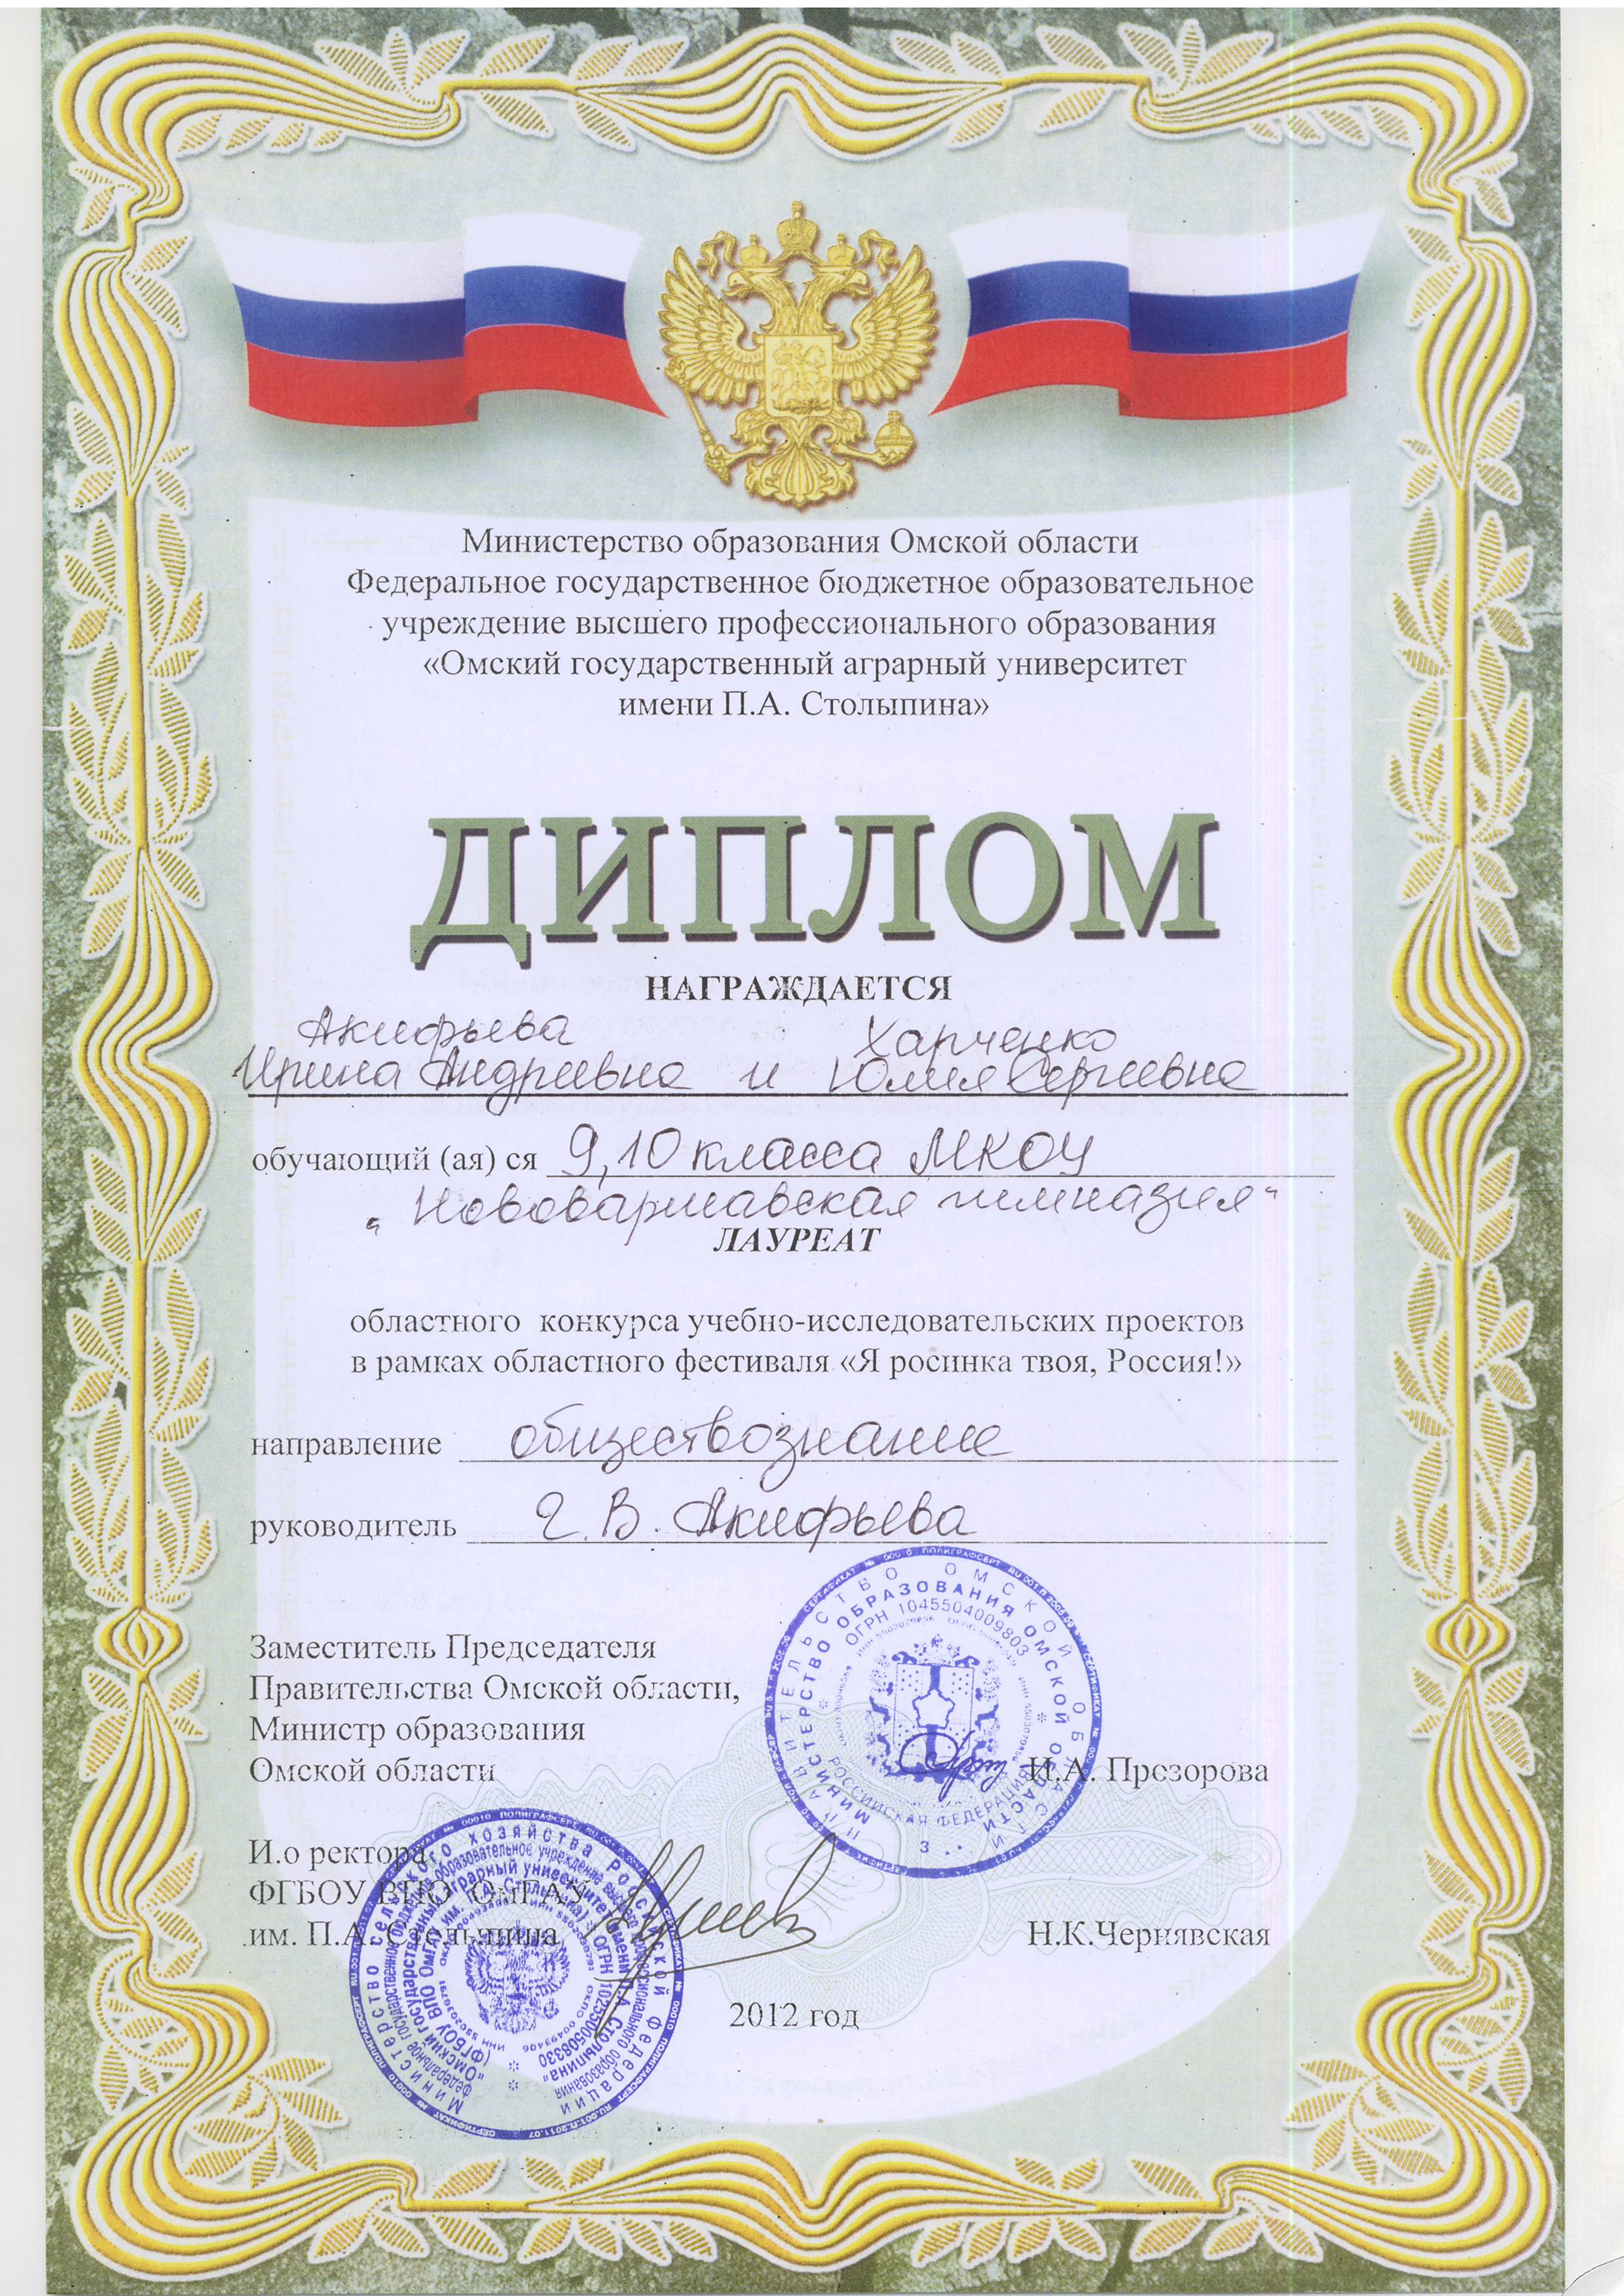 Министерство образования Омской области
Федеральное государственное бюджетное образовательное
учреждение высшего профессионального образования
«Омский государственный аграрный университет
имени П.А. Столыпина»
ДИПЛОМ
НАГРАЖДАЕТСЯ
Акифьева Харченко
Ирина Андреевна и Юлия Сергеевна
обучающий (ая) ся 9,10 класса МКОУ
„Нововаршавская гимназия“
ЛАУРЕАТ
областного конкурса учебно-исследовательских проектов
в рамках областного фестиваля «Я росинка твоя, Россия!»
направление обществознание
руководитель Г.В. Акифьева
Заместитель Председателя
Правительства Омской области,
Министр образования
Омской области И.А. Прозорова
ПРАВИТЕЛЬСТВО ОМСКОЙ ОБЛАСТИ
МИНИСТЕРСТВО ОБРАЗОВАНИЯ ОМСКОЙ ОБЛАСТИ
ОГРН 1045504009803
РОССИЙСКАЯ ФЕДЕРАЦИЯ
3
И.о ректора
ФГБОУ ВПО ОмГАУ
им. П.А. Столыпина Н.К.Чернявская
Министерство сельского хозяйства Российской Федерации
федеральное государственное бюджетное образовательное учреждение высшего профессионального образования
"Омский государственный аграрный университет имени П.А. Столыпина"
(ФГБОУ ВПО ОмГАУ им. П.А. Столыпина)
2012 год